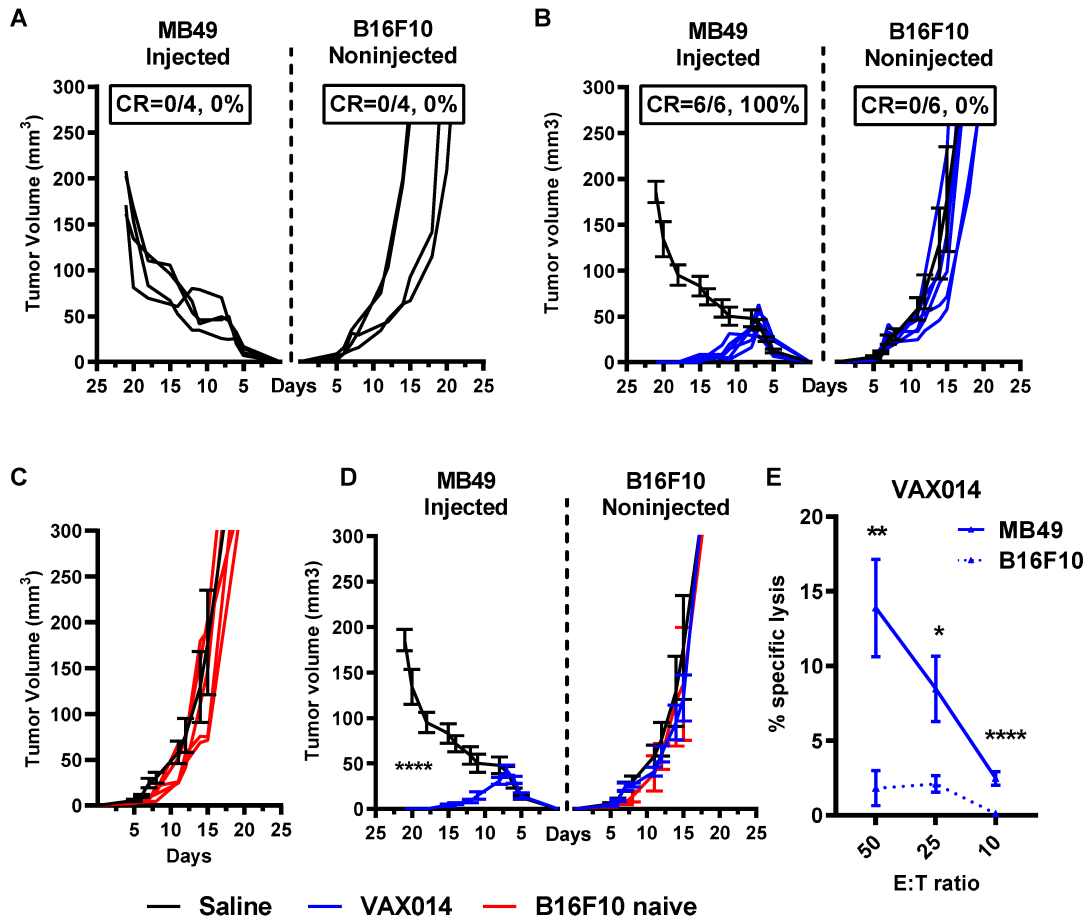 A
MB49
Injected
B16F10
Noninjected
CR=0/4, 0%
CR=0/4, 0%
Tumor Volume (mm³)
300
250
200
150
100
50
0
25 20 15 10 5 Days 5 10 15 20 25
B
MB49
Injected
B16F10
Noninjected
CR=6/6, 100%
CR=0/6, 0%
Tumor volume (mm3)
300
250
200
150
100
50
0
25 20 15 10 5 Days 5 10 15 20 25
C
Tumor Volume (mm³)
300
250
200
150
100
50
0
5 10 15 20 25
Days
D
MB49
Injected
B16F10
Noninjected
Tumor volume (mm3)
300
250
200
150
100
50
0
****
25 20 15 10 5 Days 5 10 15 20 25
E
VAX014
MB49
B16F10
% specific lysis
20
15
10
5
0
**
*
****
50 25 10
E:T ratio
Saline VAX014 B16F10 naive